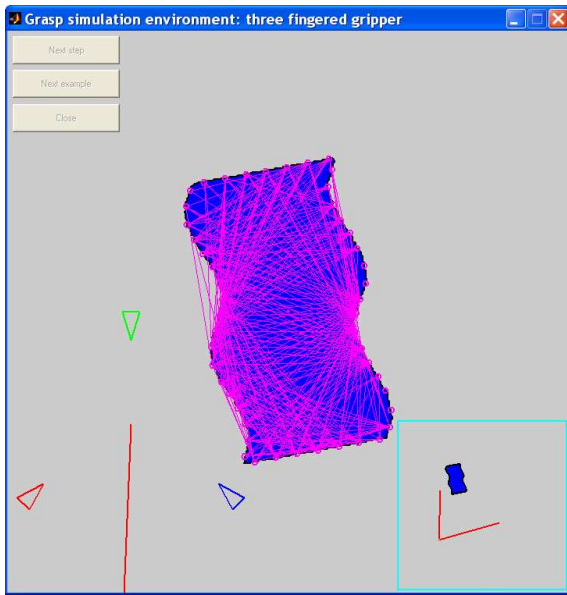 Grasp simulation environment: three fingered gripper
Next step
Next example
Close